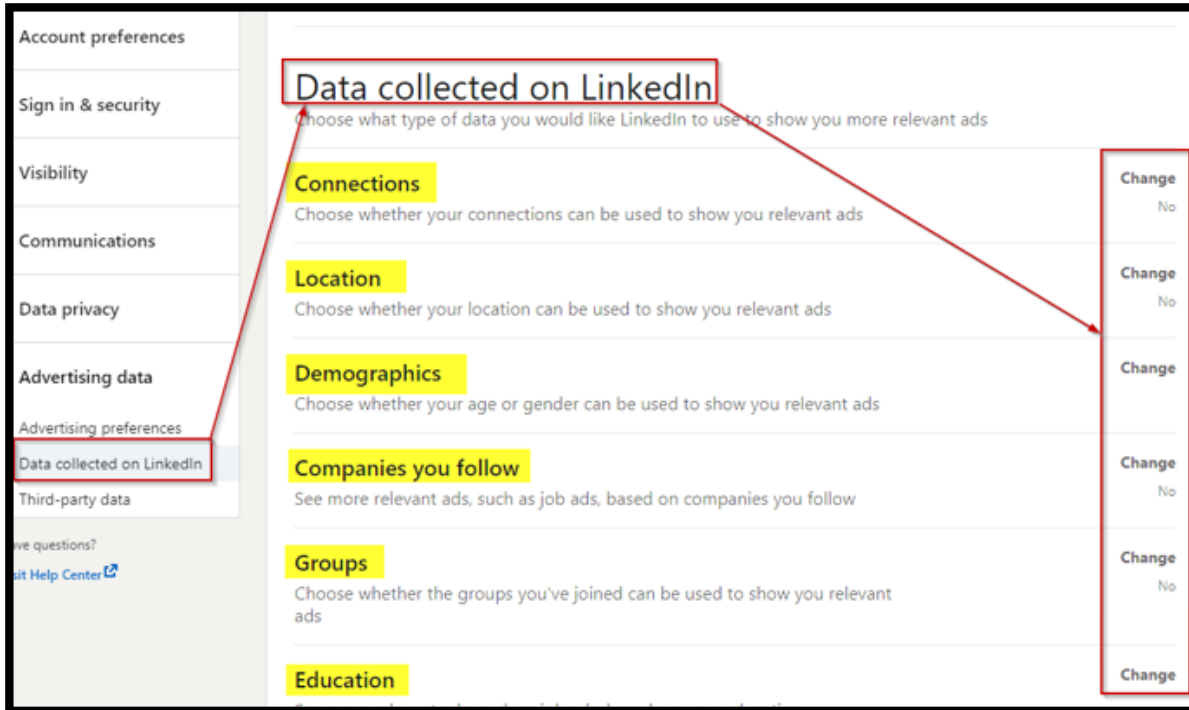 Account preferences
Sign in & security
Visibility
Communications
Data privacy
Advertising data
Advertising preferences
Data collected on LinkedIn
Third-party data
ve questions?
sit Help Center
Data collected on LinkedIn
Choose what type of data you would like LinkedIn to use to show you more relevant ads
Connections
Change
Choose whether your connections can be used to show you relevant ads
No
Location
Change
Choose whether your location can be used to show you relevant ads
No
Demographics
Change
Choose whether your age or gender can be used to show you relevant ads
Companies you follow
Change
See more relevant ads, such as job ads, based on companies you follow
No
Groups
Change
Choose whether the groups you've joined can be used to show you relevant
No
ads
Education
Change